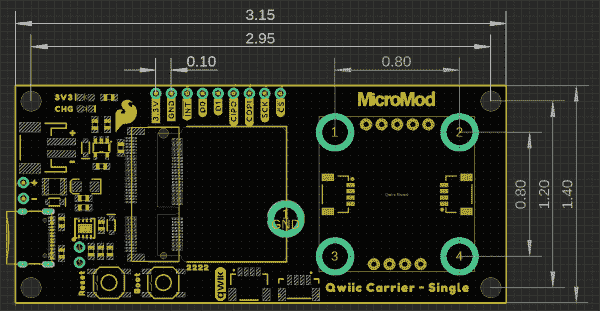 3.15
2.95
0.10
0.80
3V3
CHG
3.3V
GND
INT
D0
D1
CIPO
COPI
SCK
CS
MicroMod
1
2
+
-
+
-
1
GND
3
4
0.80
1.20
1.40
2222
Reset
Boot
qwiic
Qwiic Carrier - Single